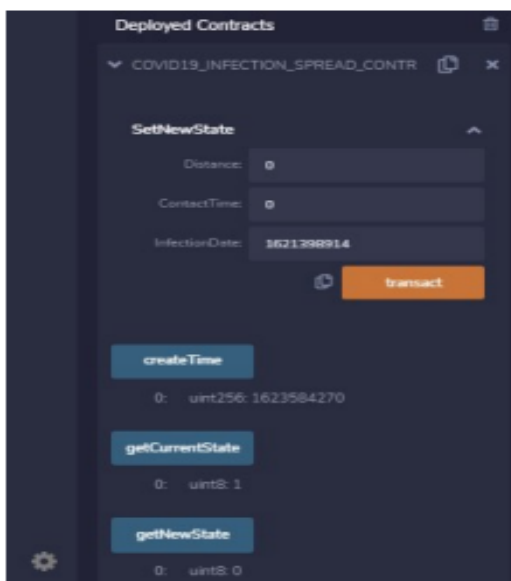 Deployed Contracts
COVID19_INFECTION_SPREAD_CONTR
SetNewState
Distance: 0
ContactTime: 0
InfectionDate: 1621398914
transact
createTime
0: uint256: 1623584270
getCurrentState
0: uint8: 1
getNewState
0: uint8: 0